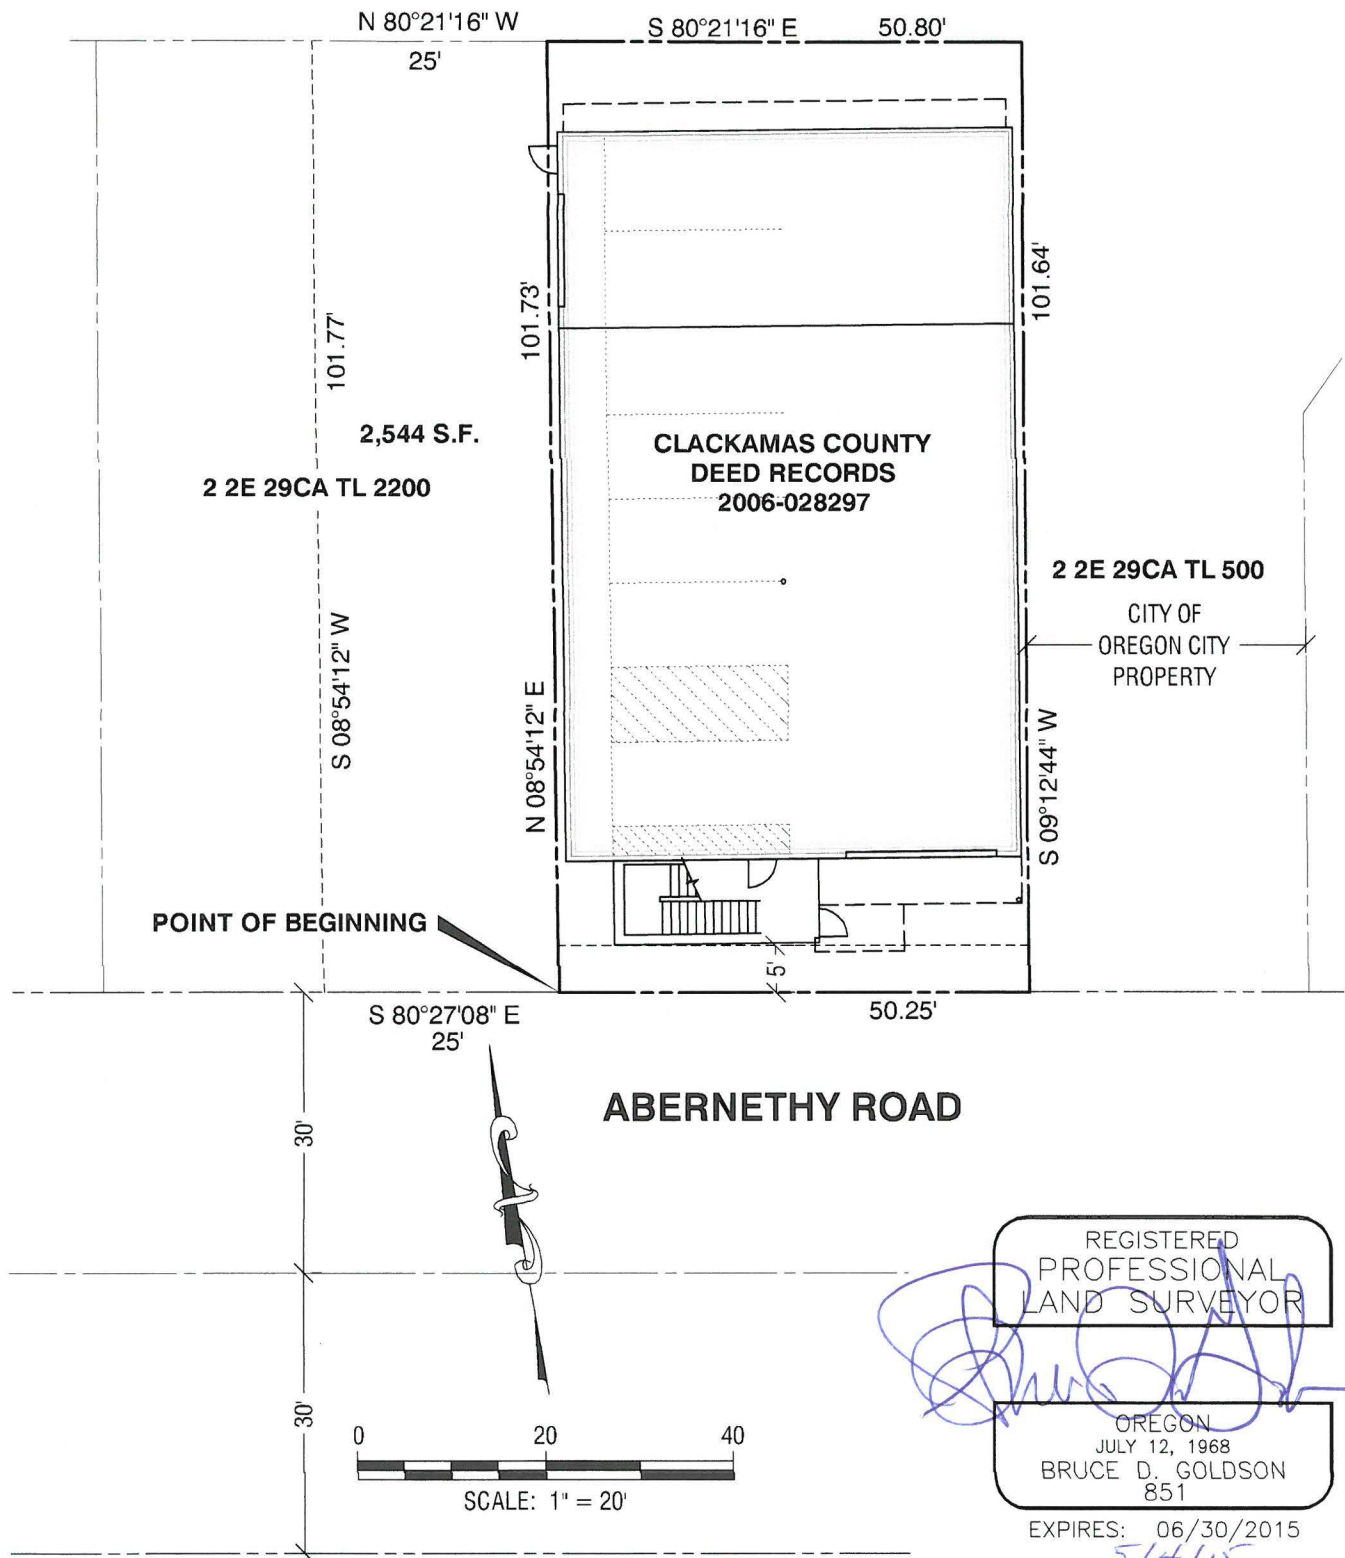 N 80°21'16" W
25'
S 80°21'16" E 50.80'
101.77'
101.73'
101.64'
2,544 S.F.
2 2E 29CA TL 2200
CLACKAMAS COUNTY
DEED RECORDS
2006-028297
2 2E 29CA TL 500
CITY OF
OREGON CITY
PROPERTY
S 08°54'12" W
N 08°54'12" E
S 09°12'44" W
POINT OF BEGINNING
5'
S 80°27'08" E
25'
50.25'
ABERNETHY ROAD
30'
30'
0 20 40
SCALE: 1" = 20'
REGISTERED
PROFESSIONAL
LAND SURVEYOR
OREGON
JULY 12, 1968
BRUCE D. GOLDSON
851
EXPIRES: 06/30/2015